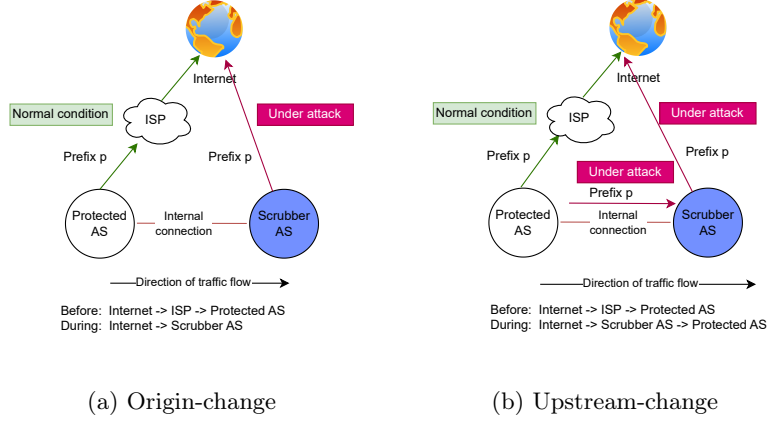 Internet
Normal condition
ISP
Under attack
Prefix p
Prefix p
Protected
AS
Internal
connection
Scrubber
AS
Direction of traffic flow
Before: Internet -> ISP -> Protected AS
During: Internet -> Scrubber AS
(a) Origin-change
Internet
Normal condition
ISP
Under attack
Prefix p
Prefix p
Under attack
Prefix p
Protected
AS
Internal
connection
Scrubber
AS
Direction of traffic flow
Before: Internet -> ISP -> Protected AS
During: Internet -> Scrubber AS -> Protected AS
(b) Upstream-change